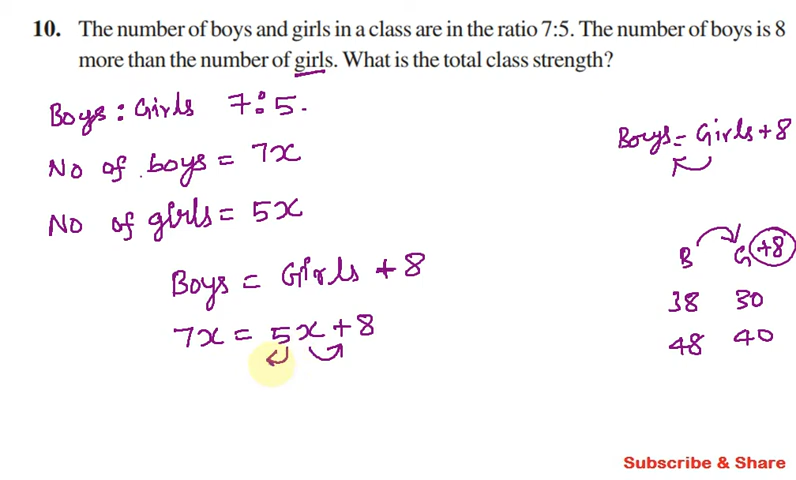 10. The number of boys and girls in a class are in the ratio 7:5. The number of boys is 8
more than the number of girls. What is the total class strength?
Boys : Girls 7:5.
No of boys = 7x
No of girls = 5x
Boys = Girls + 8
7x = 5x + 8
Boys = Girls + 8
B G +8
38 30
48 40
Subscribe & Share